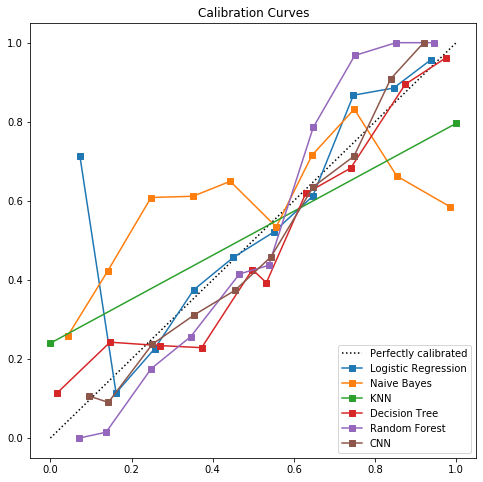 Calibration Curves
1.0
0.8
0.6
0.4
0.2
0.0
0.0 0.2 0.4 0.6 0.8 1.0
Perfectly calibrated
Logistic Regression
Naive Bayes
KNN
Decision Tree
Random Forest
CNN